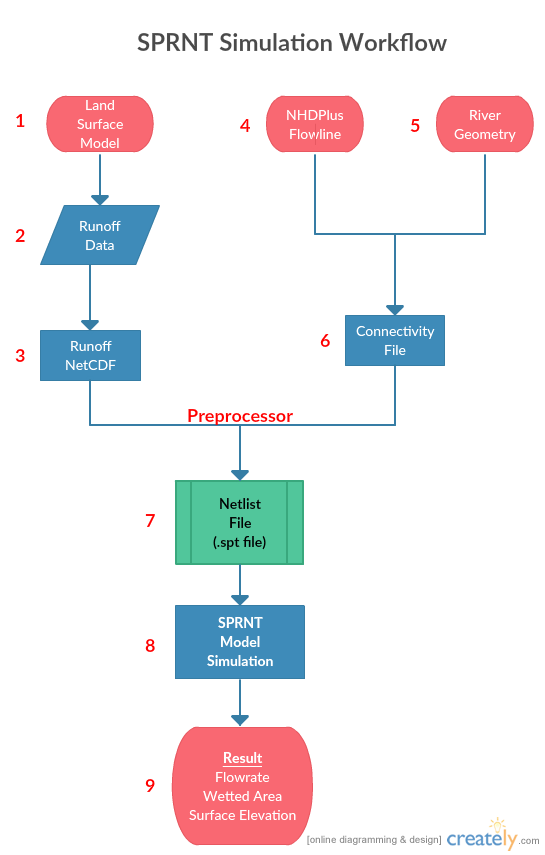 SPRNT Simulation Workflow
1
Land
Surface
Model
4
NHDPlus
Flowline
5
River
Geometry
2
Runoff
Data
3
Runoff
NetCDF
6
Connectivity
File
Preprocessor
7
Netlist
File
(.spt file)
8
SPRNT
Model
Simulation
9
Result
Flowrate
Wetted Area
Surface Elevation
[online diagramming & design] creately.com